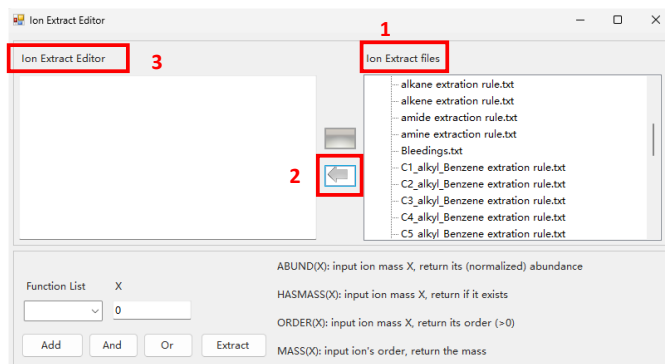 Ion Extract Editor
1
Ion Extract Editor
3
Ion Extract files
alkane extration rule.txt
alkene extration rule.txt
amide extraction rule.txt
amine extraction rule.txt
Bleedings.txt
C1_alkyl_Benzene extration rule.txt
C2_alkyl_Benzene extration rule.txt
C3_alkyl_Benzene extration rule.txt
C4_alkyl_Benzene extration rule.txt
C5 alkyl Benzene extration rule.txt
2
Function List X
0
Add And Or Extract
ABUND(X): input ion mass X, return its (normalized) abundance
HASMASS(X): input ion mass X, return if it exists
ORDER(X): input ion mass X, return its order (>0)
MASS(X): input ion's order, return the mass